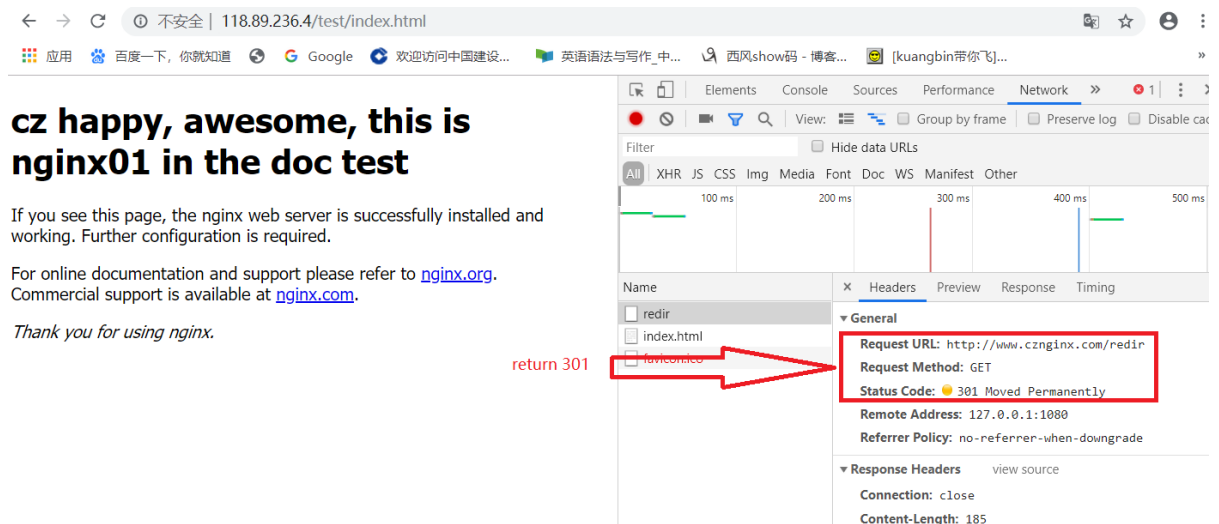 不安全 | 118.89.236.4/test/index.html
应用 百度一下，你就知道 Google 欢迎访问中国建设... 英语语法与写作_中... 西风show码 - 博客... [kuangbin带你飞]... »
Elements Console Sources Performance Network » 1
View: Group by frame Preserve log Disable cac
Filter Hide data URLs
All XHR JS CSS Img Media Font Doc WS Manifest Other
100 ms 200 ms 300 ms 400 ms 500 ms
cz happy, awesome, this is
nginx01 in the doc test
If you see this page, the nginx web server is successfully installed and
working. Further configuration is required.
For online documentation and support please refer to nginx.org.
Commercial support is available at nginx.com.
Thank you for using nginx.
return 301
Name
redir
index.html
favicon.ico
× Headers Preview Response Timing
General
Request URL: http://www.cznginx.com/redir
Request Method: GET
Status Code: 301 Moved Permanently
Remote Address: 127.0.0.1:1080
Referrer Policy: no-referrer-when-downgrade
Response Headers view source
Connection: close
Content-Length: 185